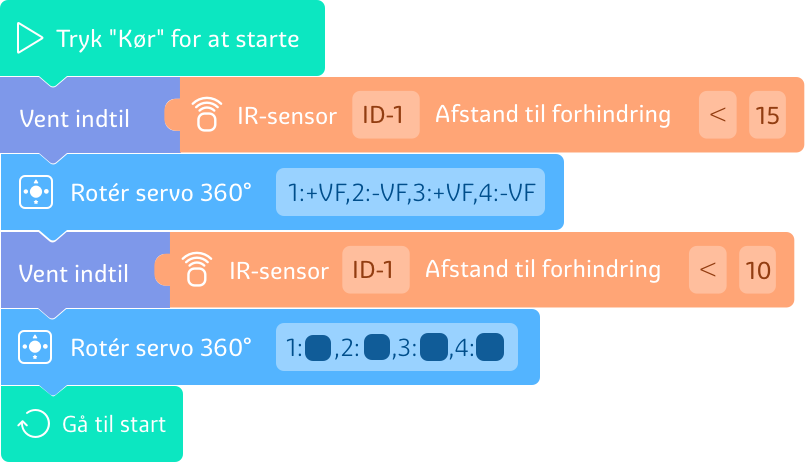 Tryk "Kør" for at starte
Vent indtil IR-sensor ID-1 Afstand til forhindring < 15
Rotér servo 360° 1:+VF,2:-VF,3:+VF,4:-VF
Vent indtil IR-sensor ID-1 Afstand til forhindring < 10
Rotér servo 360° 1:■,2:■,3:■,4:■
Gå til start